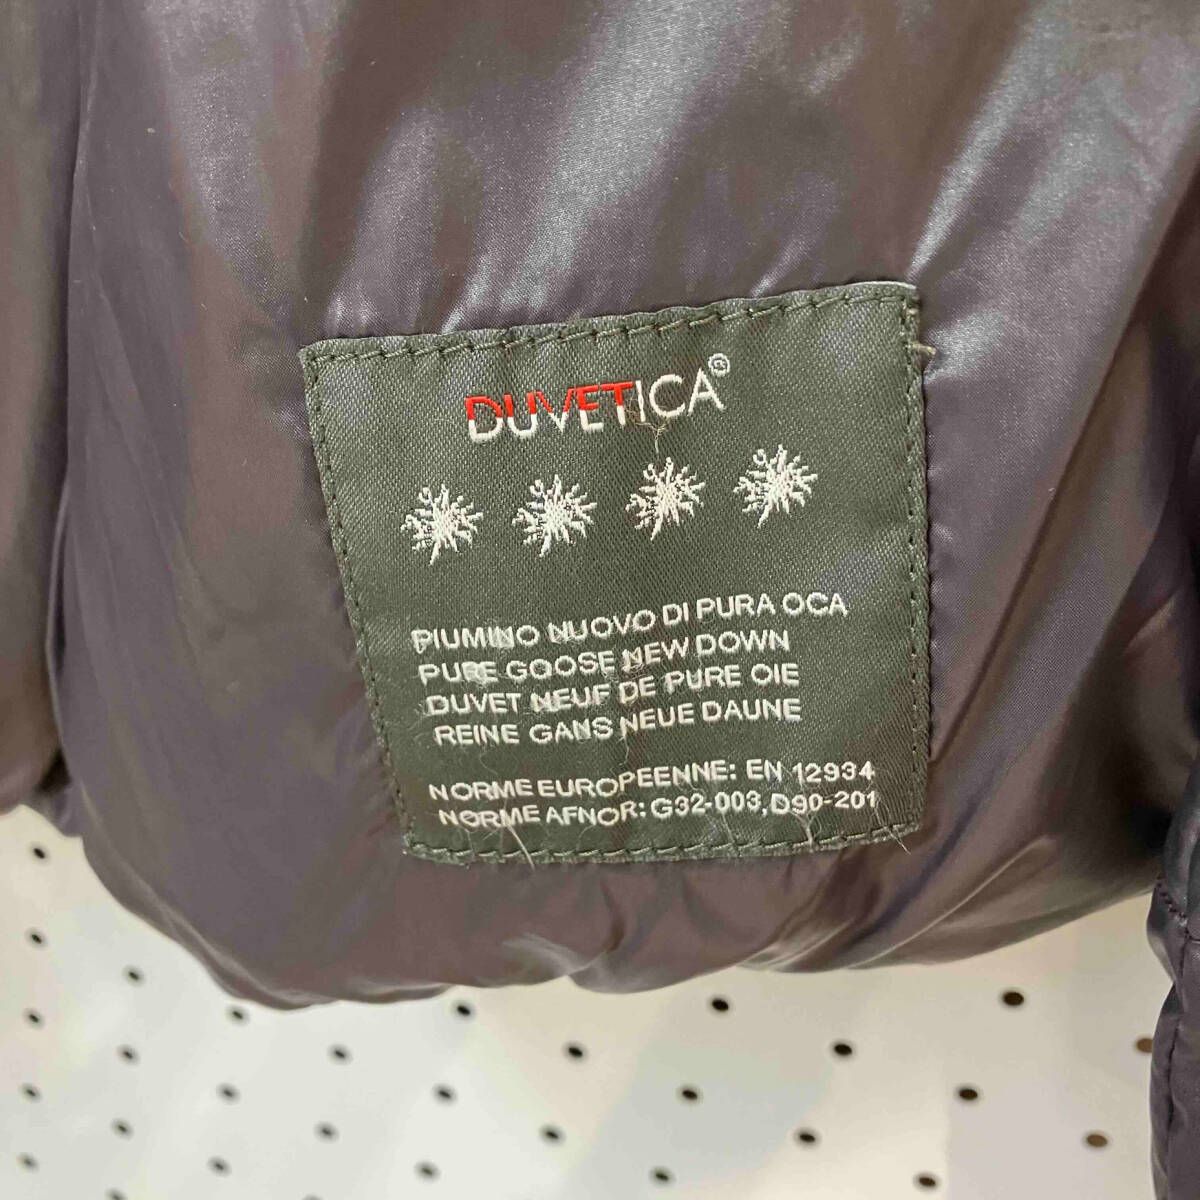 DUVETICA®
PIUMINO NUOVO DI PURA OCA
PURE GOOSE NEW DOWN
DUVET NEUF DE PURE OIE
REINE GANS NEUE DAUNE
NORME EUROPEENNE: EN 12934
NORME AFNOR: G32-003, D90-201